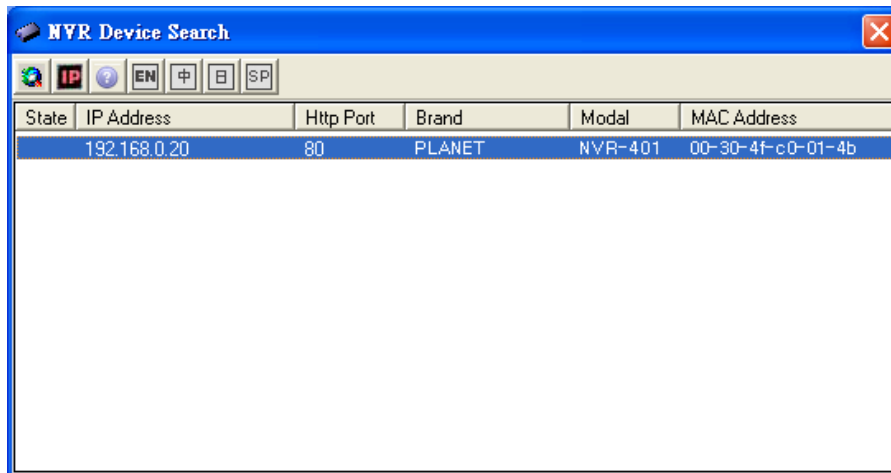 NVR Device Search
IP ? EN 中 日 SP
State IP Address Http Port Brand Modal MAC Address
192.168.0.20 80 PLANET NVR-401 00-30-4f-c0-01-4b